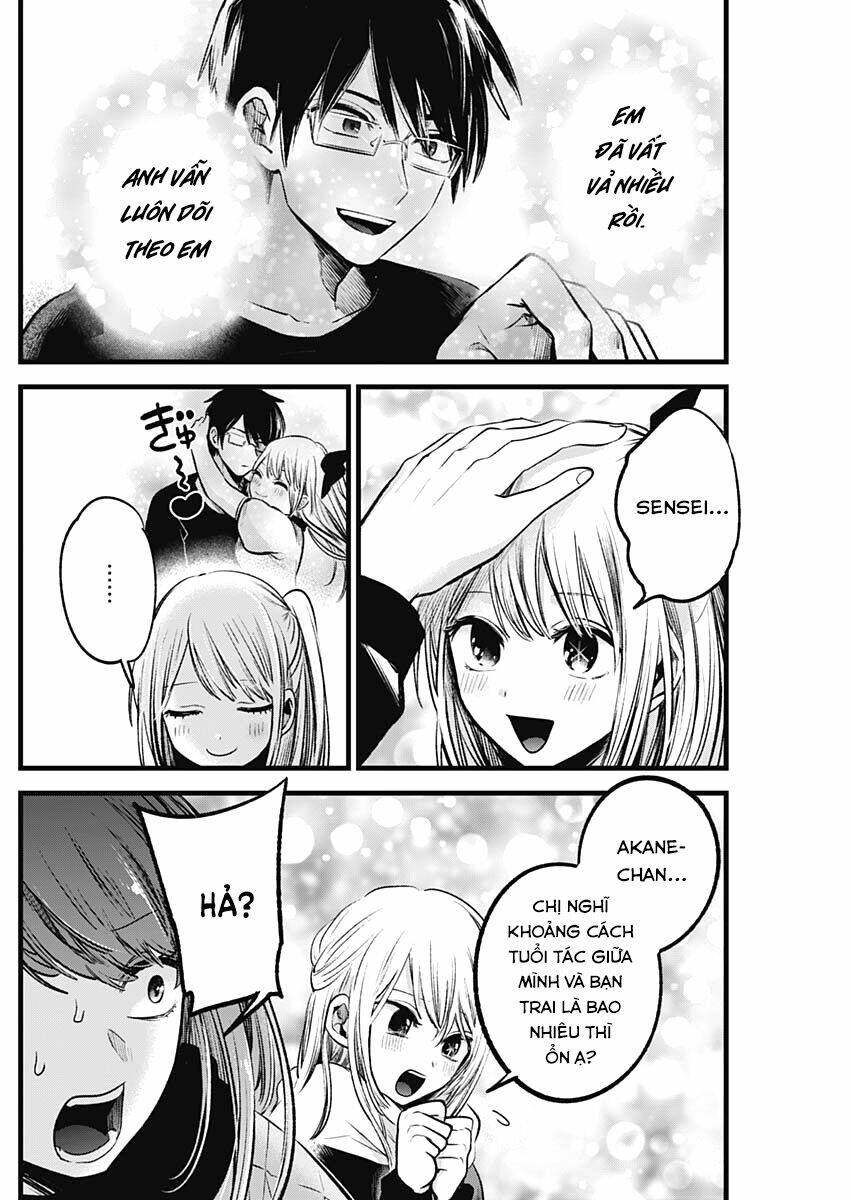 EM
ĐÃ VẤT
VẢ NHIỀU
RỒI.
ANH VẪN
LUÔN DÕI
THEO EM
SENSEI...
ぎゅ～♡
......
AKANE-
CHAN...
CHỊ NGHĨ
KHOẢNG CÁCH
TUỔI TÁC GIỮA
MÌNH VÀ BẠN
TRAI LÀ BAO
NHIÊU THÌ
ỔN Ạ?
HẢ?